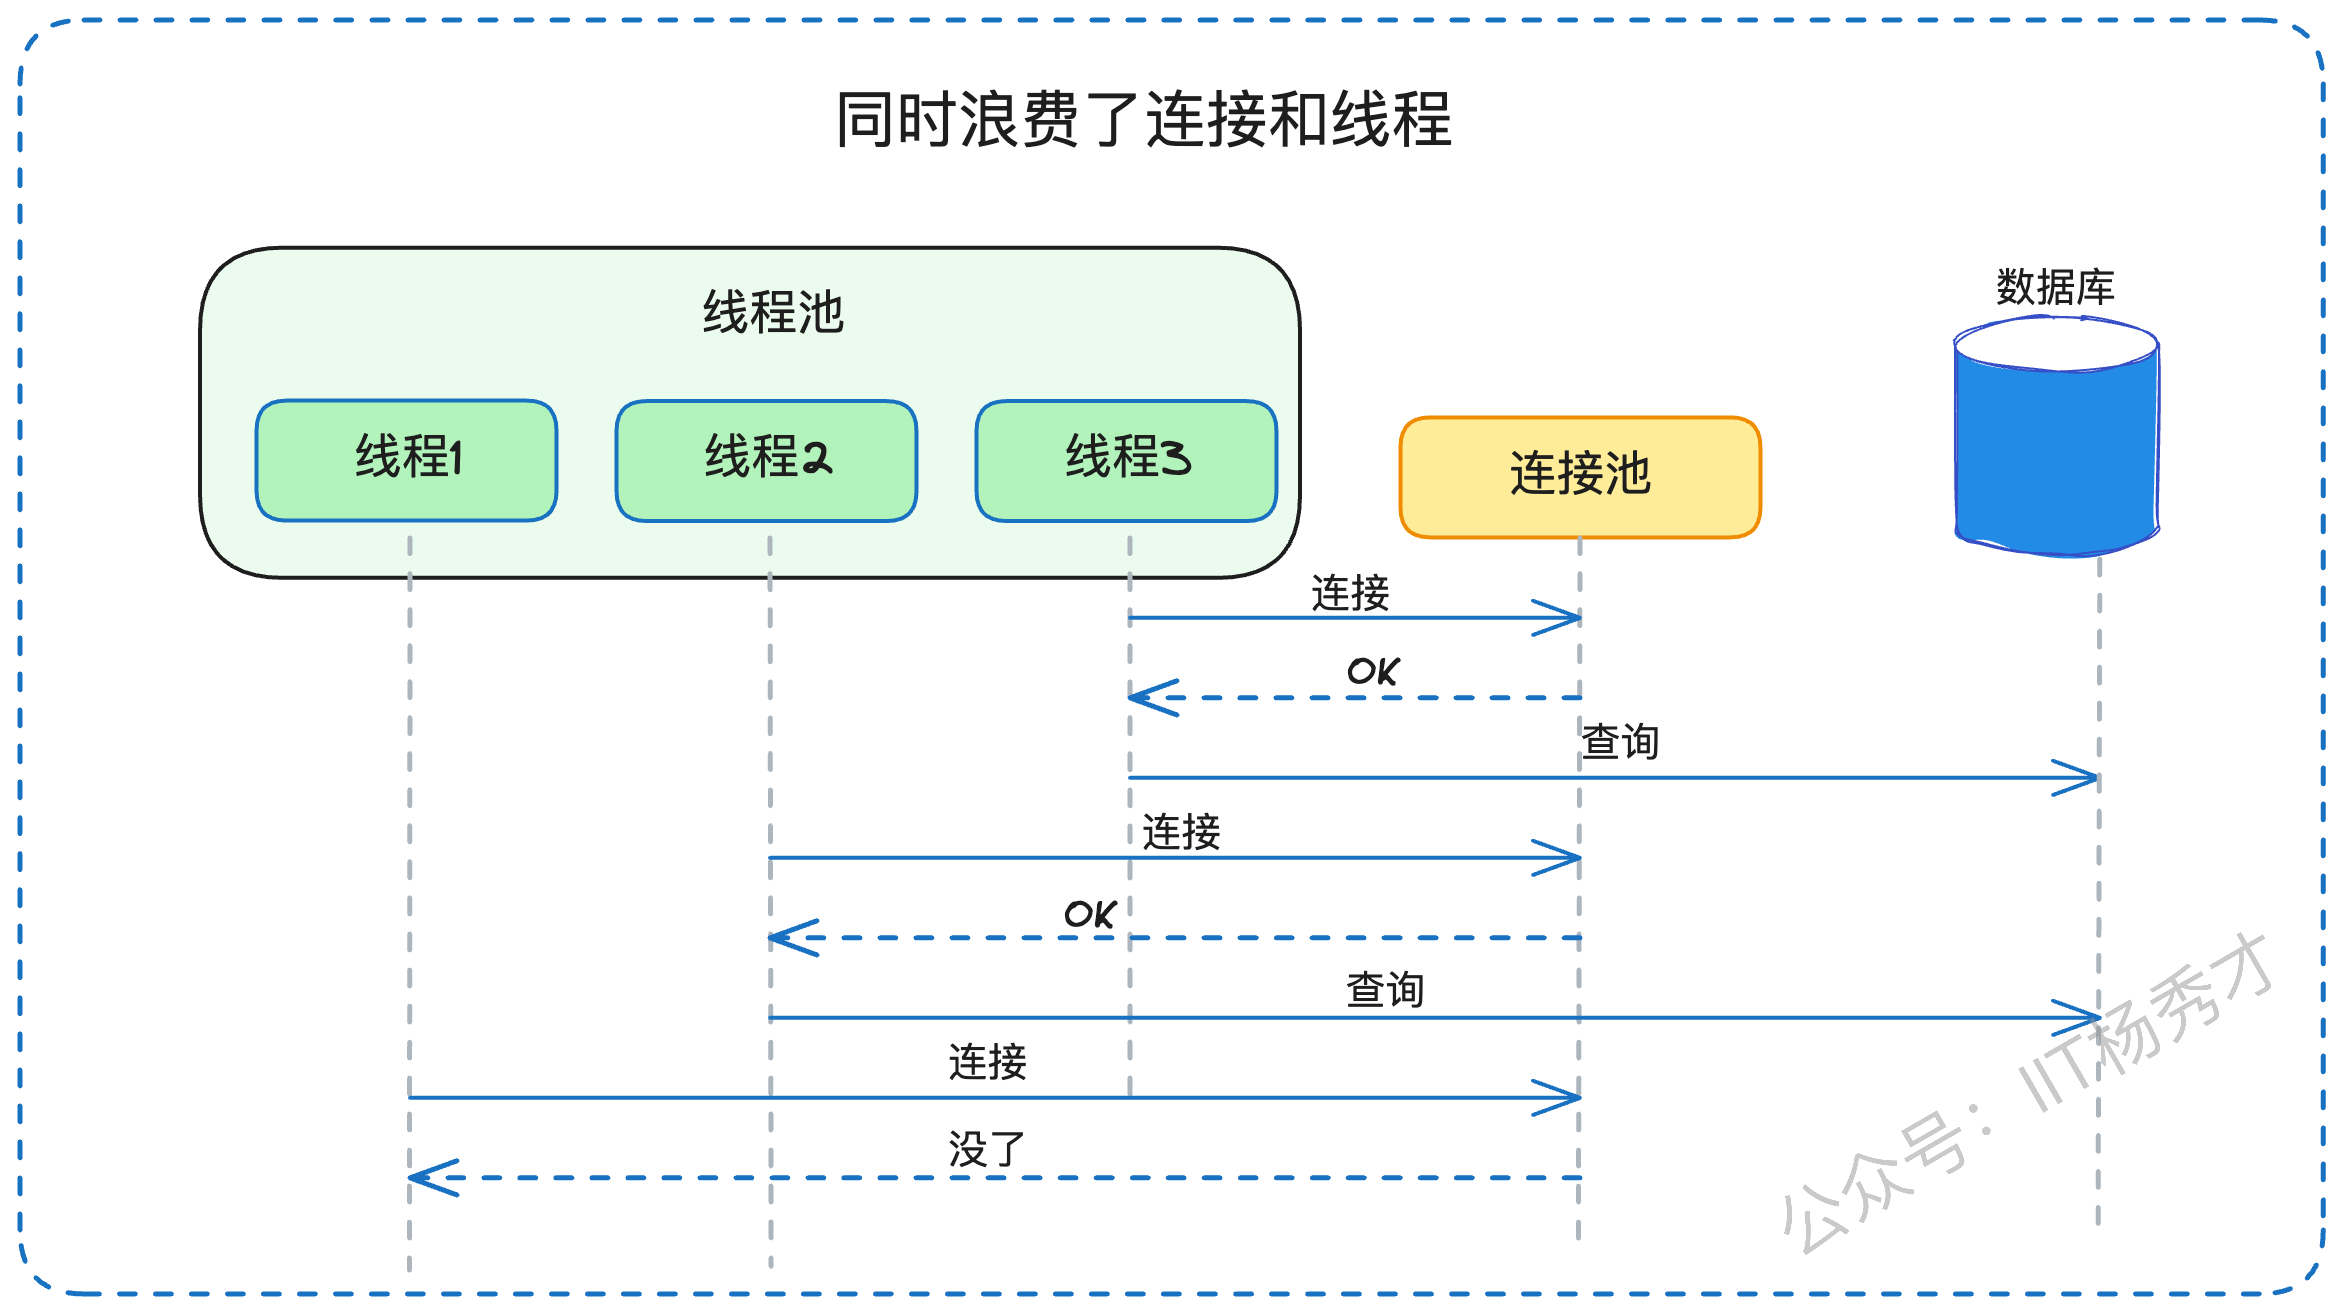 同时浪费了连接和线程
线程池
数据库
线程1
线程2
线程3
连接池
连接
OK
查询
连接
OK
查询
连接
没了
公众号：IIT杨秀才